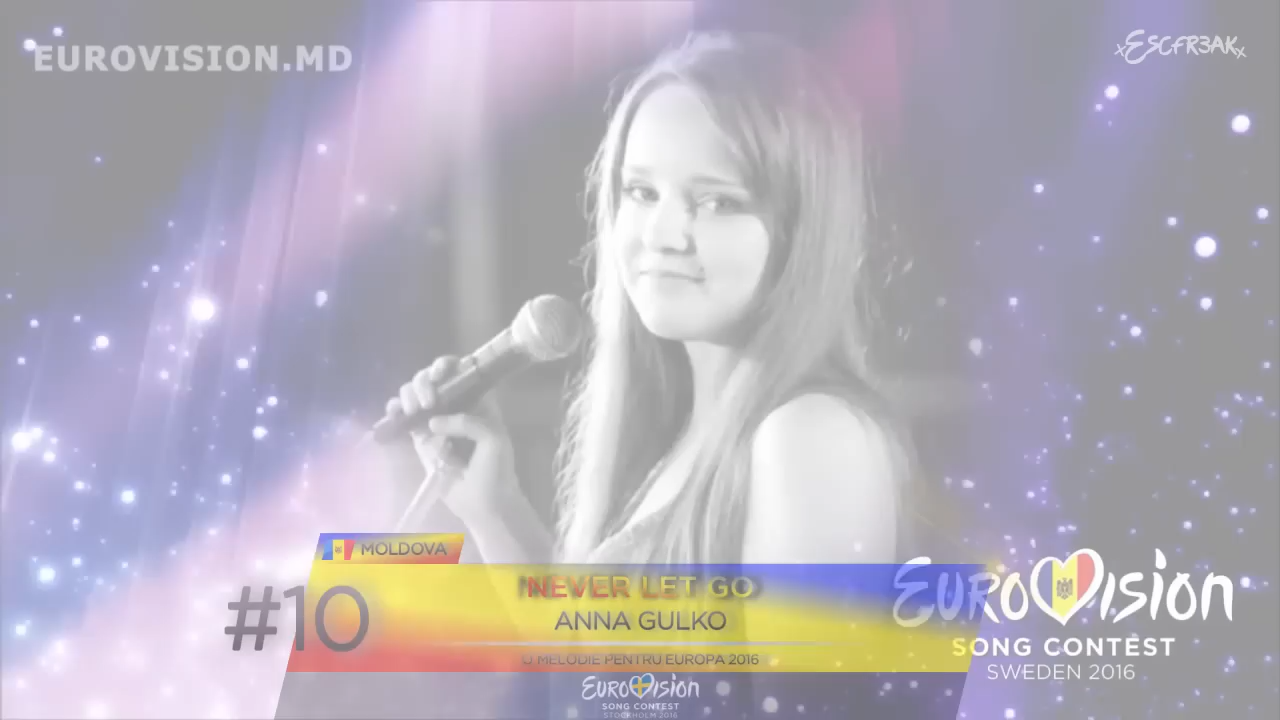 EUROVISION.MD
xESCFR3AKx
MOLDOVA
#10
NEVER LET GO
ANNA GULKO
O MELODIE PENTRU EUROPA 2016
EUROVISION
SONG CONTEST
SWEDEN 2016
EUROVISION
SONG CONTEST
STOCKHOLM 2016